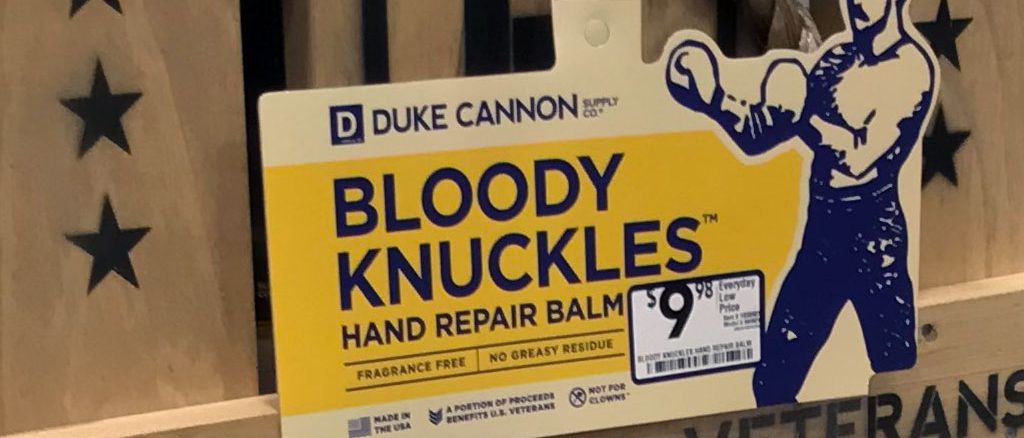 D DUKE CANNON SUPPLY CO.
BLOODY
KNUCKLES™
HAND REPAIR BALM
FRAGRANCE FREE | NO GREASY RESIDUE
$9.98 Everyday
Low
Price
BLOODY KNUCKLES HAND REPAIR BALM
MADE IN
THE USA
A PORTION OF PROCEEDS
BENEFITS U.S. VETERANS
NOT FOR
CLOWNS™
VETERANS